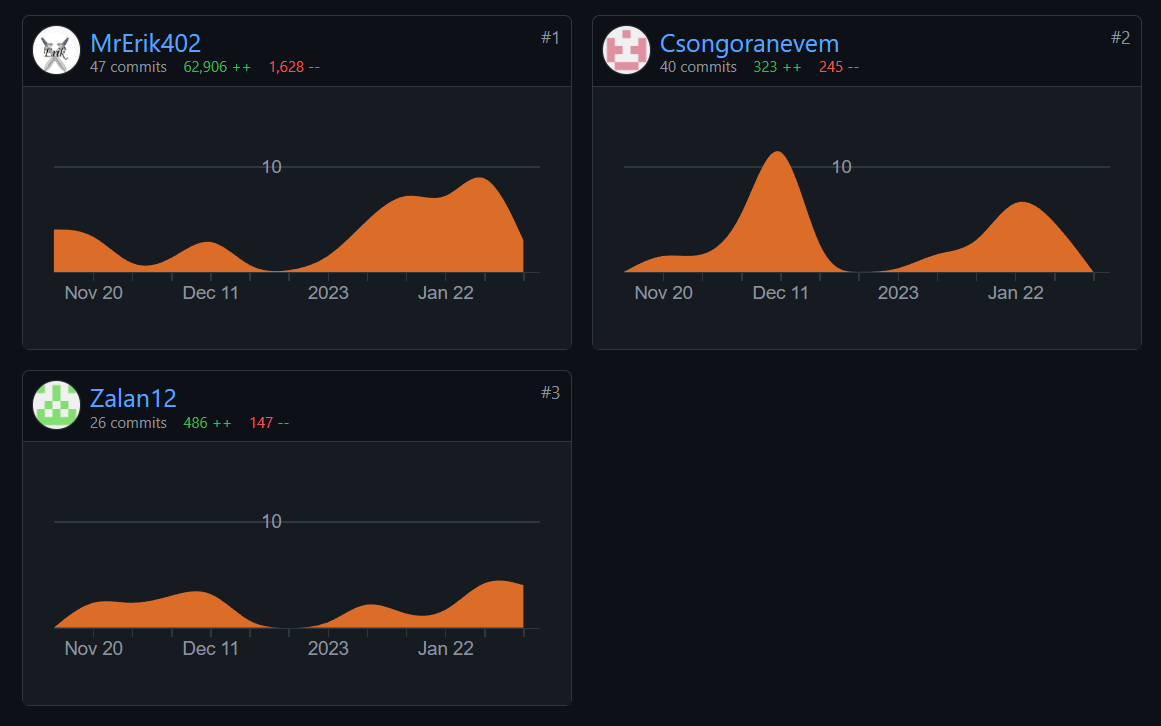 MrErik402 #1
47 commits 62,906 ++ 1,628 --
Erik
10
Nov 20 Dec 11 2023 Jan 22
Csongoranevem #2
40 commits 323 ++ 245 --
10
Nov 20 Dec 11 2023 Jan 22
Zalan12 #3
26 commits 486 ++ 147 --
10
Nov 20 Dec 11 2023 Jan 22